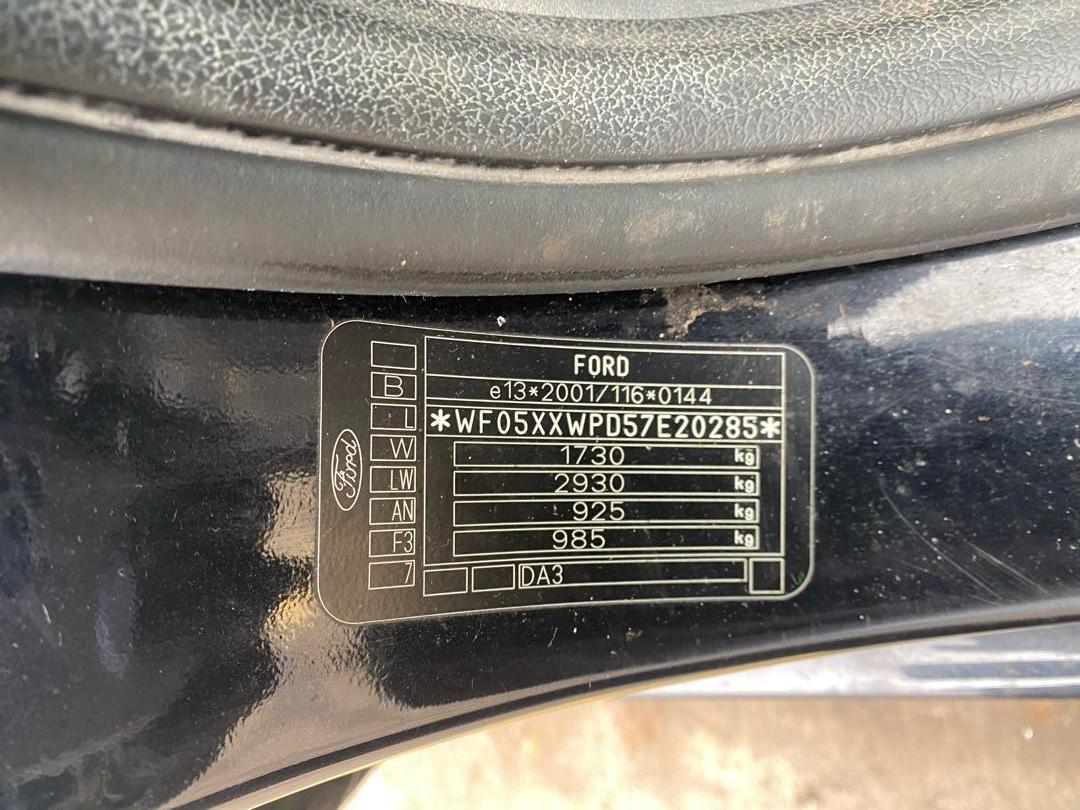 Ford
B
L
W
LW
AN
F3
7
FORD
e13*2001/116*0144
*WF05XXWPD57E20285*
1730 kg
2930 kg
925 kg
985 kg
DA3